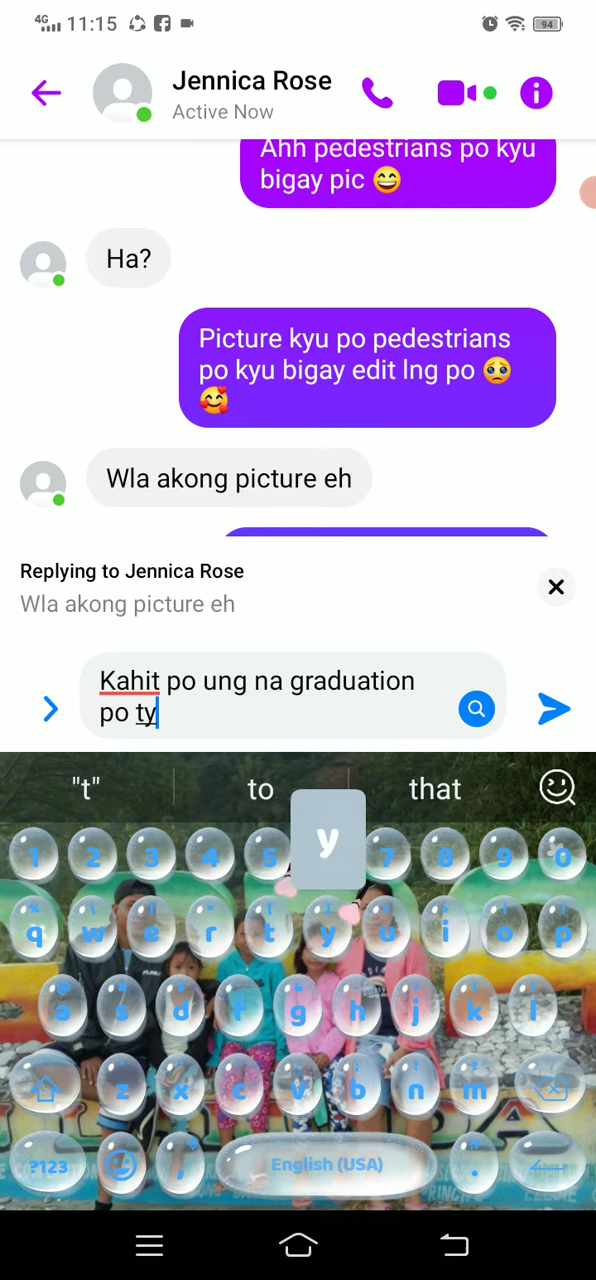 4G 11:15 94
Jennica Rose
Active Now
Ahh pedestrians po kyu
bigay pic 😄
Ha?
Picture kyu po pedestrians
po kyu bigay edit lng po 🥺
🥰
Wla akong picture eh
Replying to Jennica Rose
Wla akong picture eh
Kahit po ung na graduation
po ty
"t" to that
y
1 2 3 4 5 7 8 9 0
q w e r t y u i o p
a s d f g h j k l
z x c v b n m
?123 , English (USA) .